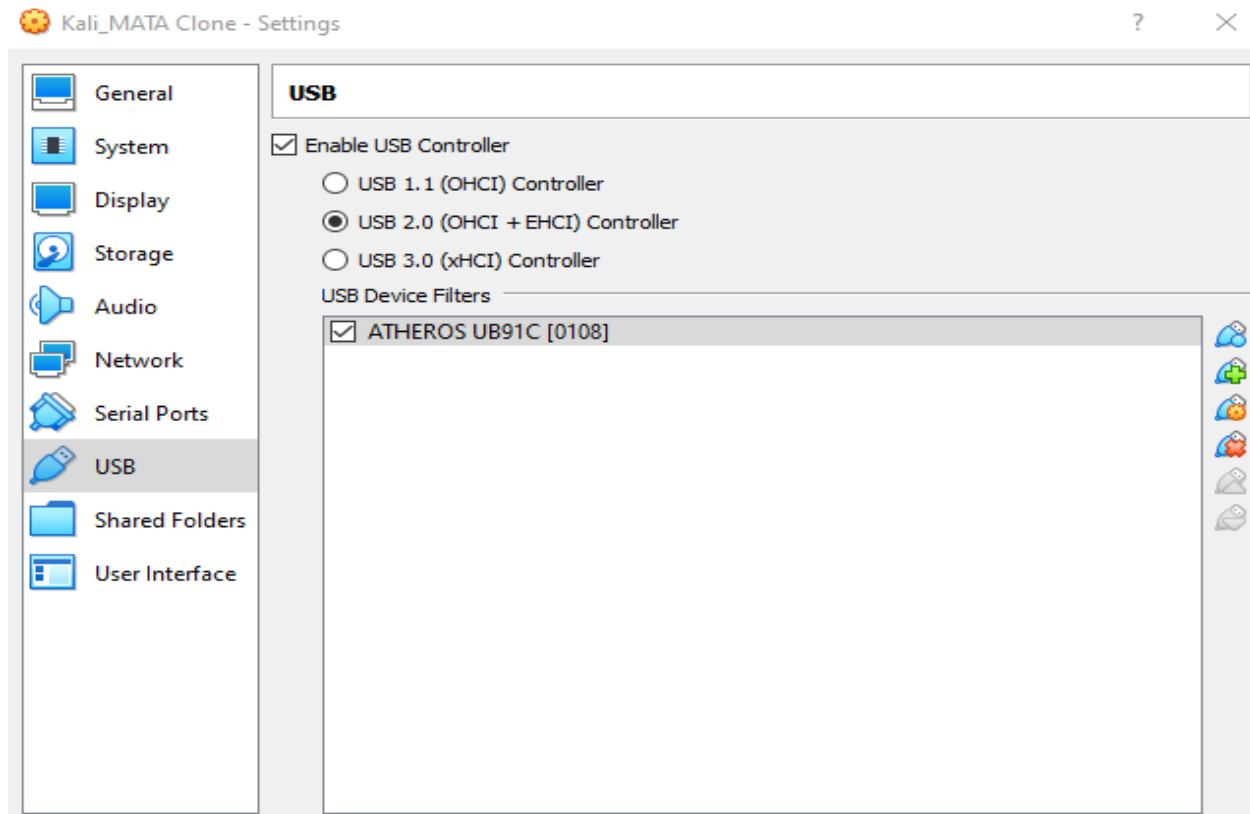 Kali_MATA Clone - Settings
?
General
System
Display
Storage
Audio
Network
Serial Ports
USB
Shared Folders
User Interface
USB
Enable USB Controller
USB 1.1 (OHCI) Controller
USB 2.0 (OHCI + EHCI) Controller
USB 3.0 (xHCI) Controller
USB Device Filters
ATHEROS UB91C [0108]